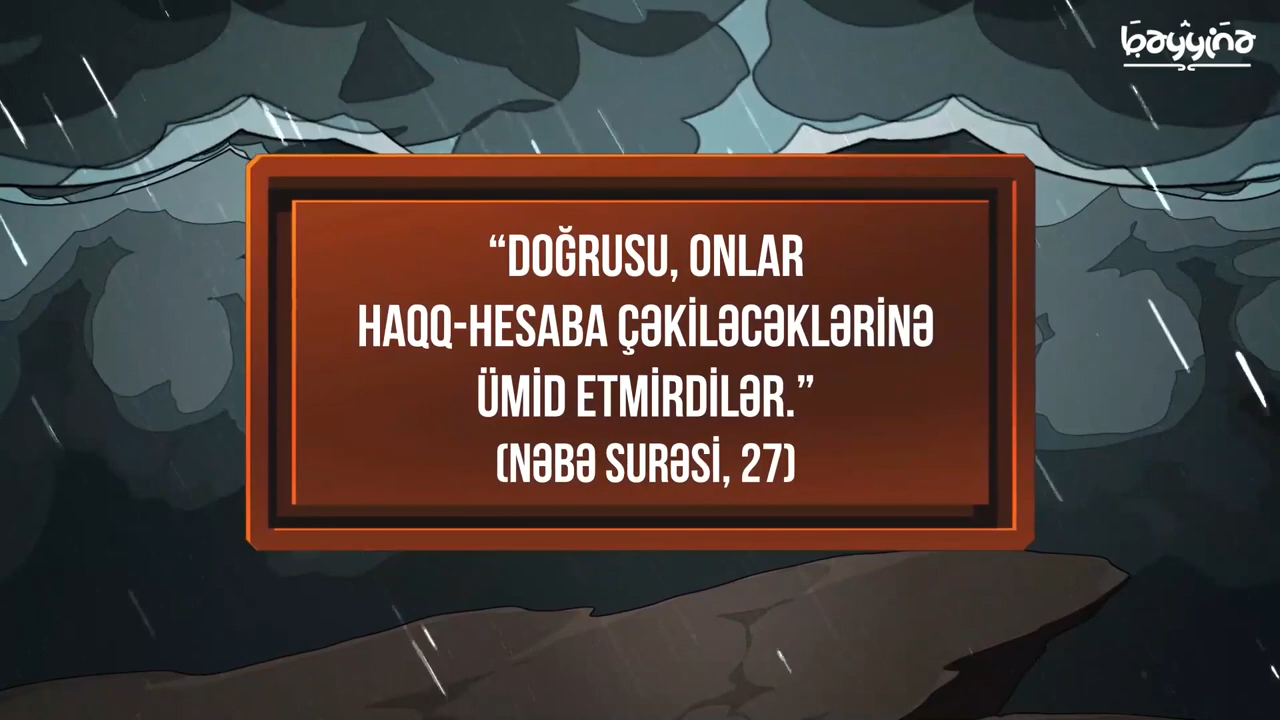 bəyyinə
“DOĞRUSU, ONLAR
HAQQ-HESABA ÇƏKİLƏCƏKLƏRİNƏ
ÜMİD ETMİRDİLƏR.”
(NƏBƏ SURƏSİ, 27)